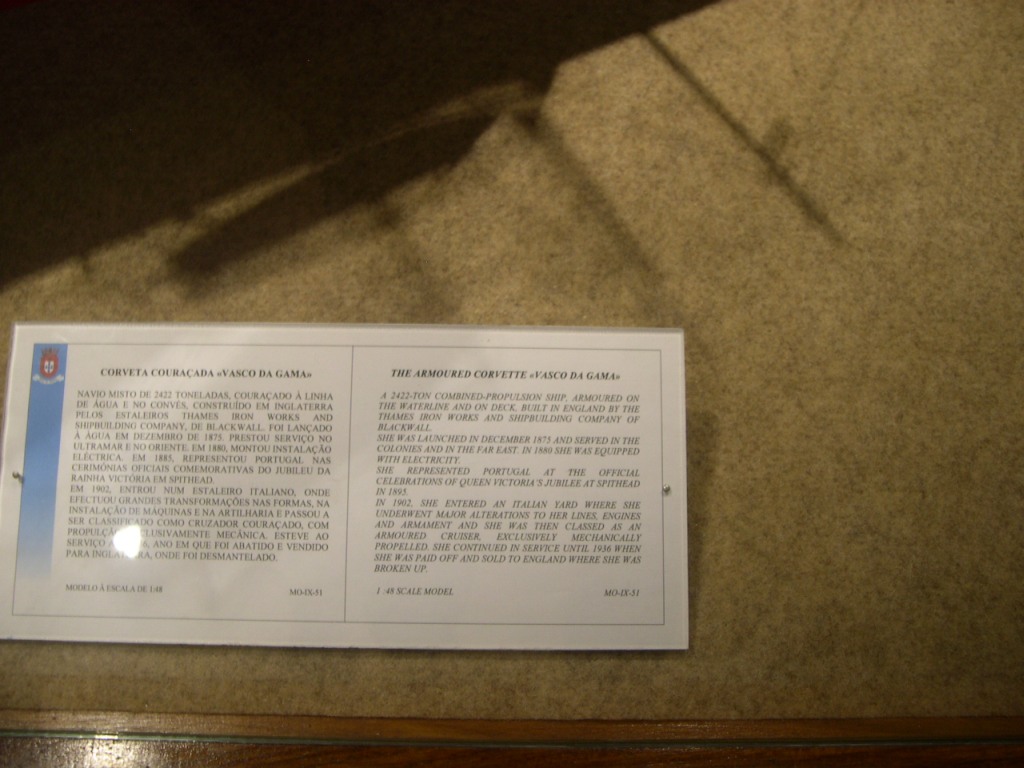 CORVETA COURAÇADA «VASCO DA GAMA»
NAVIO MISTO DE 2422 TONELADAS, COURAÇADO À LINHA
DE ÁGUA E NO CONVÉS, CONSTRUÍDO EM INGLATERRA
PELOS ESTALEIROS THAMES IRON WORKS AND
SHIPBUILDING COMPANY, DE BLACKWALL. FOI LANÇADO
À ÁGUA EM DEZEMBRO DE 1875. PRESTOU SERVIÇO NO
ULTRAMAR E NO ORIENTE. EM 1880, MONTOU INSTALAÇÃO
ELÉCTRICA. EM 1885, REPRESENTOU PORTUGAL NAS
CERIMÓNIAS OFICIAIS COMEMORATIVAS DO JUBILEU DA
RAINHA VICTÓRIA EM SPITHEAD.
EM 1902, ENTROU NUM ESTALEIRO ITALIANO, ONDE
EFECTUOU GRANDES TRANSFORMAÇÕES NAS FORMAS, NA
INSTALAÇÃO DE MÁQUINAS E NA ARTILHARIA E PASSOU A
SER CLASSIFICADO COMO CRUZADOR COURAÇADO, COM
ESTEVE AO
SERVIÇO ANO EM QUE FOI ABATIDO E VENDIDO
PARA ONDE FOI DESMANTELADO.
MODELO À ESCALA DE 1:48 MO-IX-51
THE ARMOURED CORVETTE «VASCO DA GAMA»
A 2422-TON COMBINED-PROPULSION SHIP, ARMOURED ON
THE WATERLINE AND ON DECK, BUILT IN ENGLAND BY THE
THAMES IRON WORKS AND SHIPBUILDING COMPANY OF
BLACKWALL.
SHE WAS LAUNCHED IN DECEMBER 1875 AND SERVED IN THE
COLONIES AND IN THE FAR EAST. IN 1880 SHE WAS EQUIPPED
WITH ELECTRICITY.
SHE REPRESENTED PORTUGAL AT THE OFFICIAL
CELEBRATIONS OF QUEEN VICTORIA'S JUBILEE AT SPITHEAD
IN 1895.
IN 1902, SHE ENTERED AN ITALIAN YARD WHERE SHE
UNDERWENT MAJOR ALTERATIONS TO HER LINES, ENGINES
AND ARMAMENT AND SHE WAS THEN CLASSED AS AN
ARMOURED CRUISER, EXCLUSIVELY MECHANICALLY
PROPELLED. SHE CONTINUED IN SERVICE UNTIL 1936 WHEN
SHE WAS PAID OFF AND SOLD TO ENGLAND WHERE SHE WAS
BROKEN UP.
1 :48 SCALE MODEL MO-IX-51